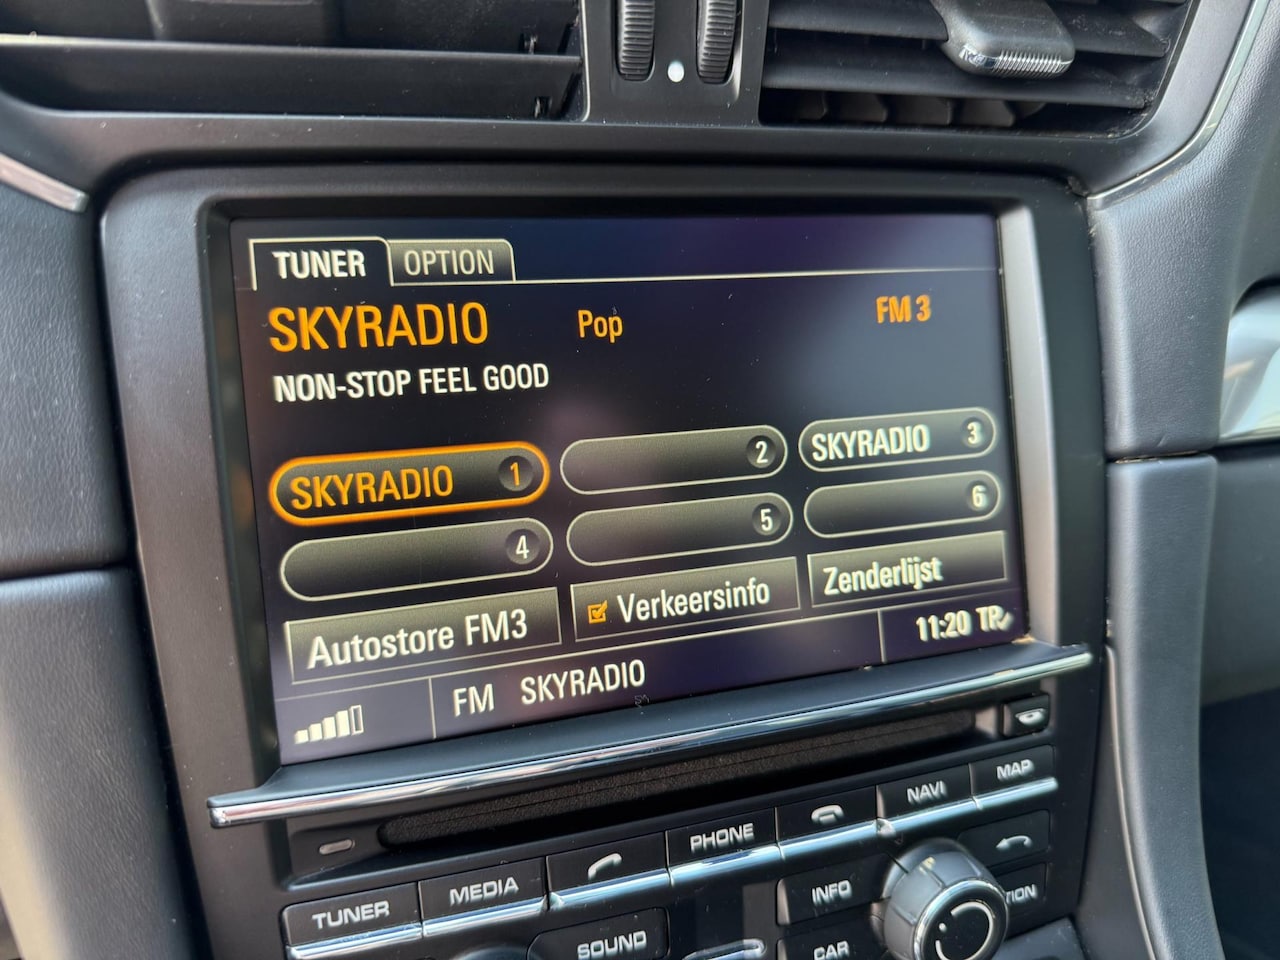 TUNER OPTION
SKYRADIO Pop FM 3
NON-STOP FEEL GOOD
SKYRADIO 1 2 SKYRADIO 3
4 5 6
Autostore FM3 Verkeersinfo Zenderlijst
FM SKYRADIO 11:20 TP
TUNER MEDIA PHONE NAVI MAP
SOUND INFO
CAR